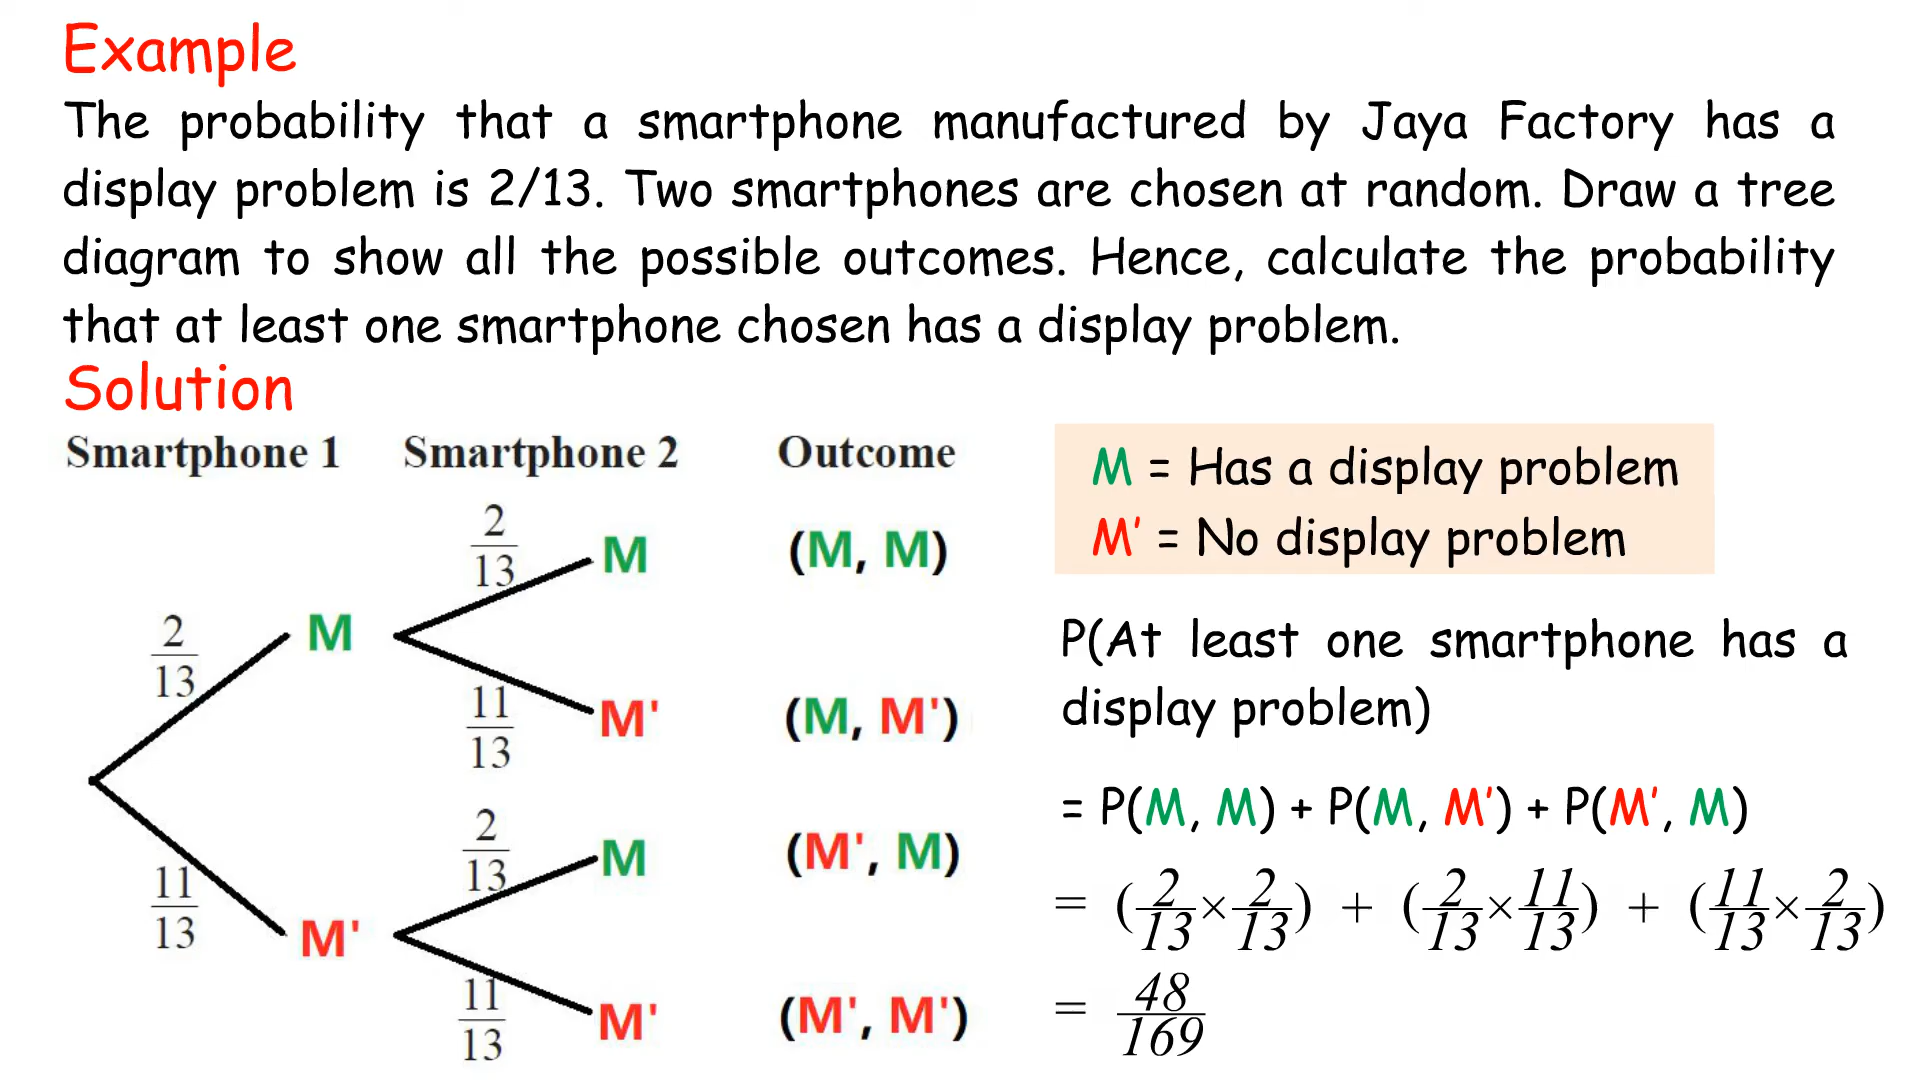 Example
The probability that a smartphone manufactured by Jaya Factory has a
display problem is 2/13. Two smartphones are chosen at random. Draw a tree
diagram to show all the possible outcomes. Hence, calculate the probability
that at least one smartphone chosen has a display problem.
Solution
Smartphone 1 Smartphone 2 Outcome
2/13 M
2/13 M (M, M)
11/13 M' (M, M')
11/13 M'
2/13 M (M', M)
11/13 M' (M', M')
M = Has a display problem
M' = No display problem
P(At least one smartphone has a
display problem)
= P(M, M) + P(M, M') + P(M', M)
= (2/13 × 2/13) + (2/13 × 11/13) + (11/13 × 2/13)
= 48/169